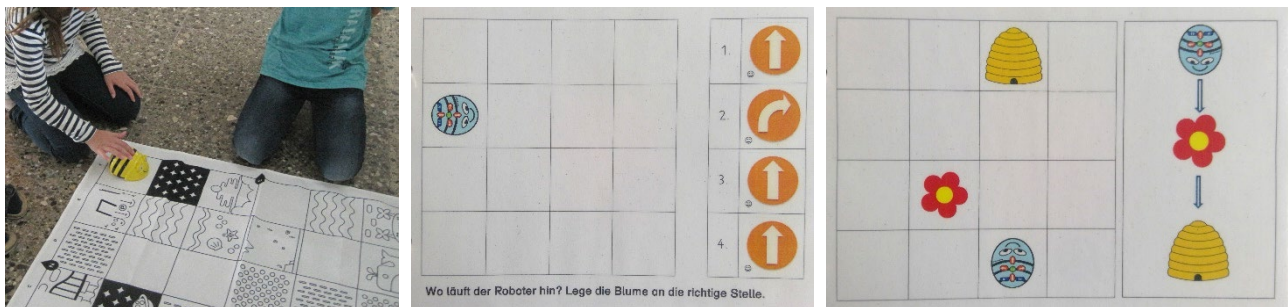 1.
2.
3
4.
Wo läuft der Roboter hin? Lege die Blume an die richtige Stelle.